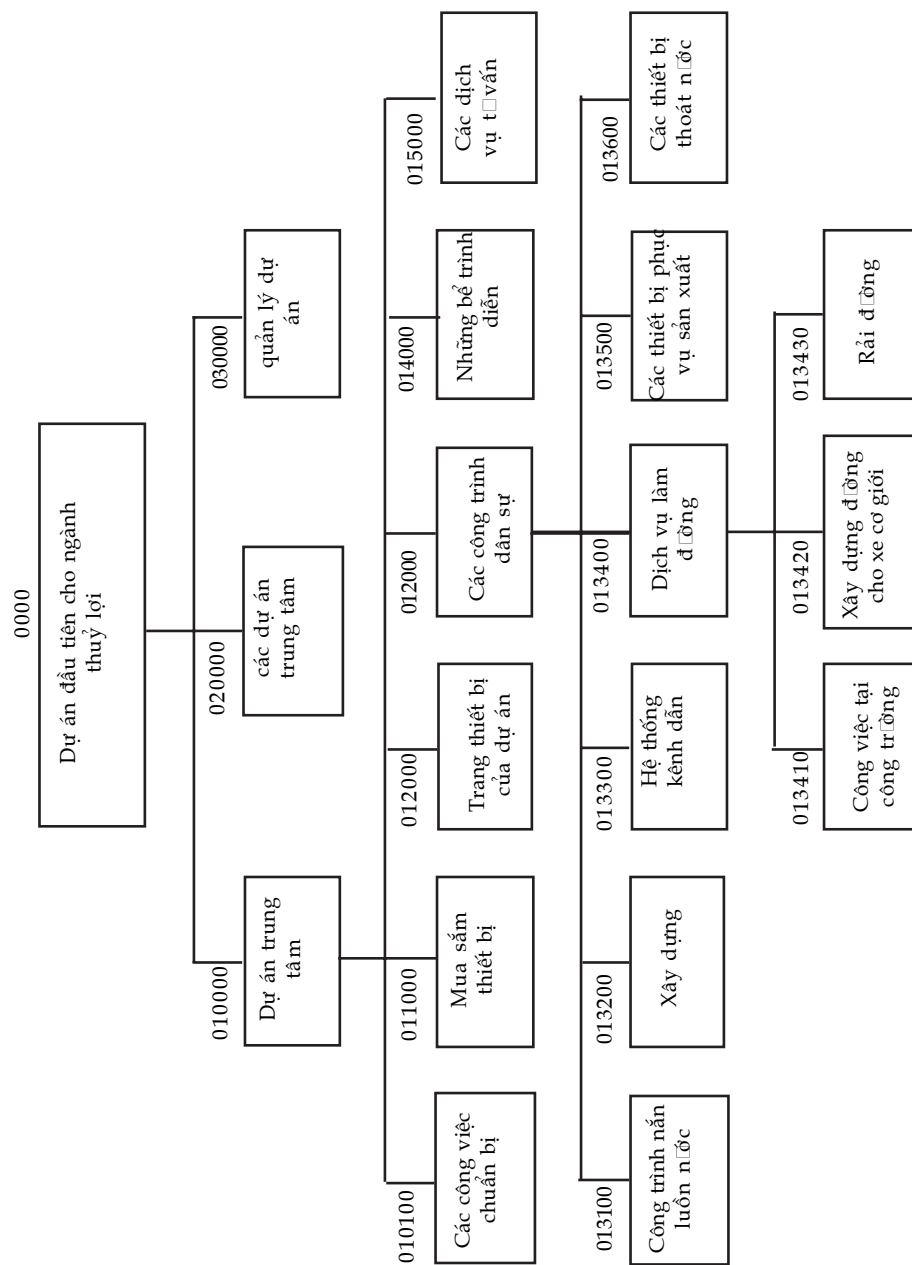 0000
Dự án đầu tiên cho ngành
thuỷ lợi
010000
Dự án trung
tâm
020000
các dự án
trung tâm
030000
quản lý dự
án
010100
Các công việc
chuẩn bị
011000
Mua sắm
thiết bị
012000
Trang thiết bị
của dự án
012000
Các công trình
dân sự
014000
Những bể trình
diễn
015000
Các dịch
vụ t□ vấn
013100
Công trình nắn
luồn n□ớc
013200
Xây dựng
013300
Hệ thống
kênh dẫn
013400
Dịch vụ làm
đ□ờng
013500
Các thiết bị phục
vụ sản xuất
013600
Các thiết bị
thoát n□ớc
013410
Công việc tại
công tr□ờng
013420
Xây dựng đ□ờng
cho xe cơ giới
013430
Rải đ□ờng